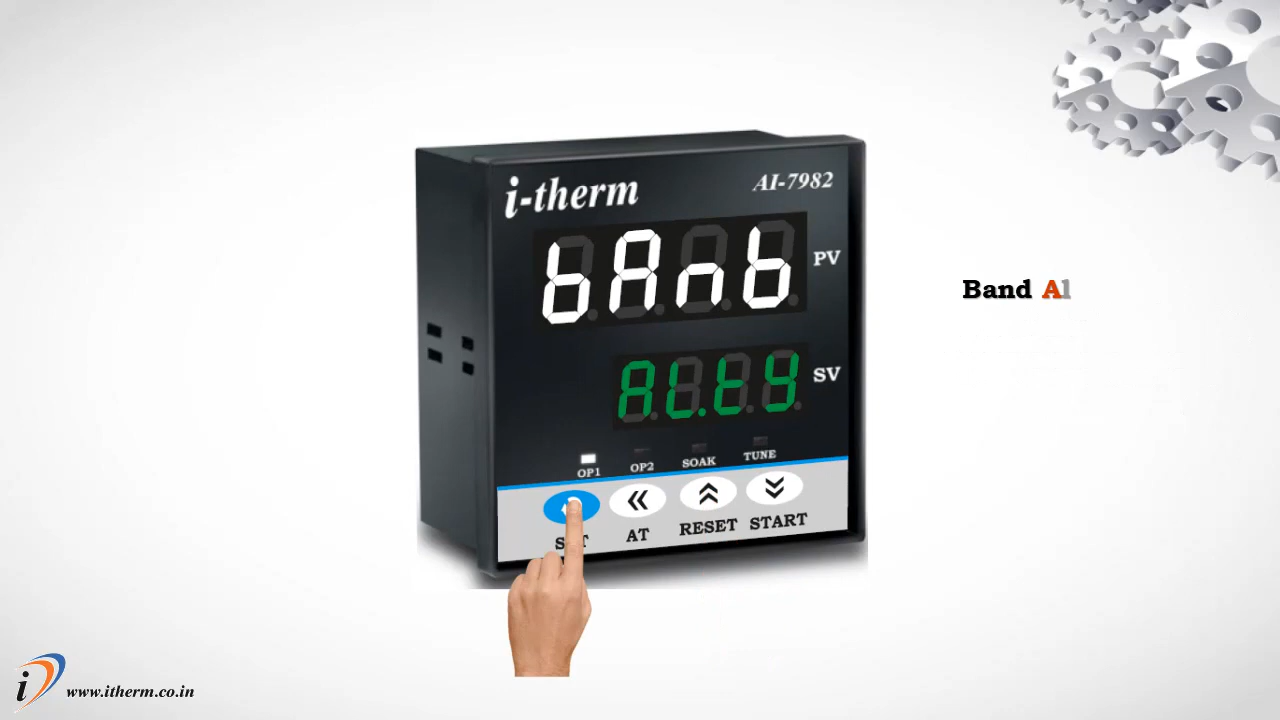 i-therm AI-7982
bAnb PV
AL.ty SV
OP1 OP2 SOAK TUNE
AT RESET START
Band Al
i www.itherm.co.in